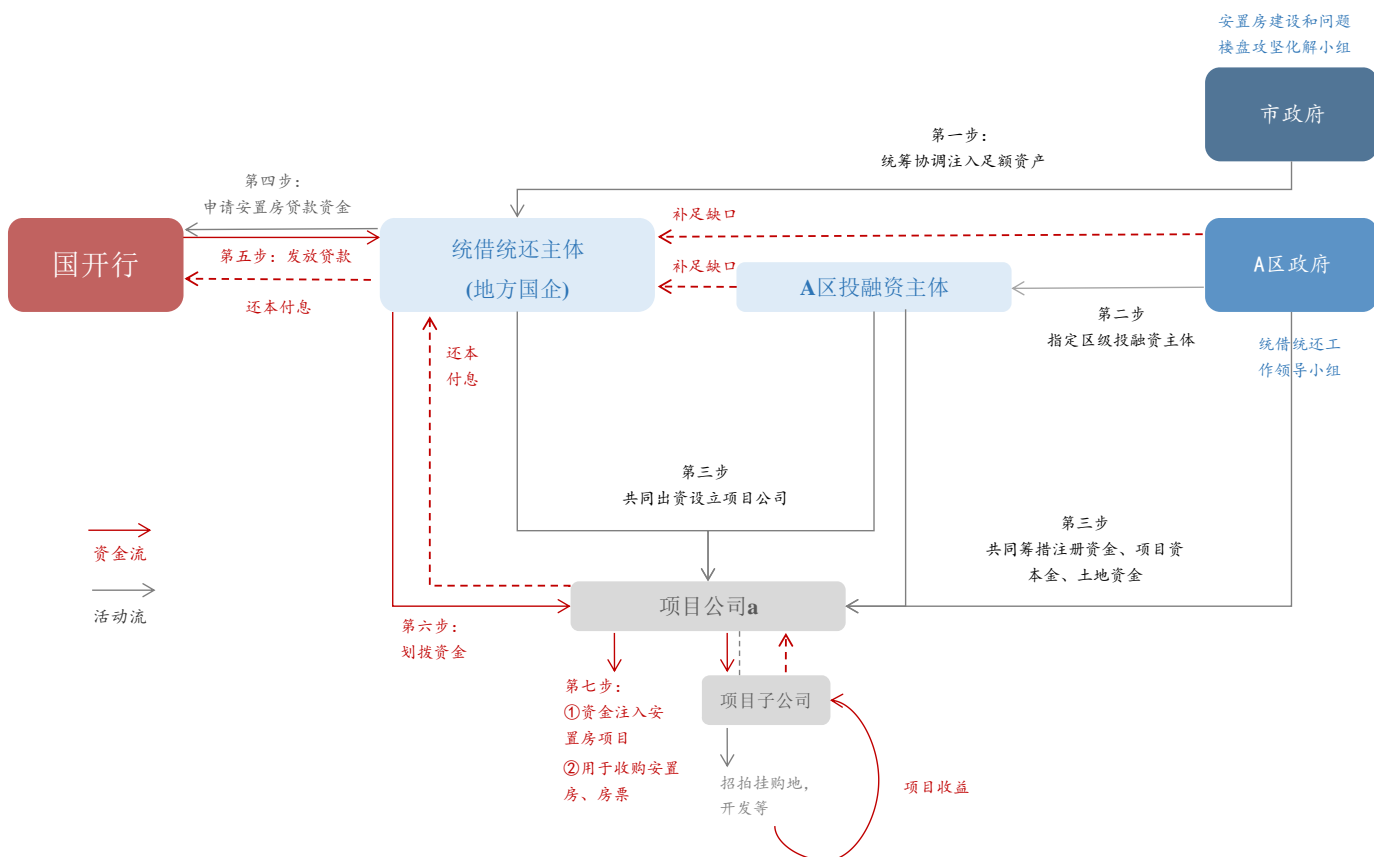 安置房建设和问题
楼盘攻坚化解小组
市政府
第一步：
统筹协调注入足额资产
第四步：
申请安置房贷款资金
国开行
第五步：发放贷款
还本付息
统借统还主体
(地方国企)
补足缺口
补足缺口
A区投融资主体
A区政府
第二步
指定区级投融资主体
统借统还工
作领导小组
还本
付息
第三步
共同出资设立项目公司
第三步
共同筹措注册资金、项目资
本金、土地资金
资金流
活动流
项目公司a
第六步：
划拨资金
第七步：
①资金注入安
置房项目
②用于收购安置
房、房票
项目子公司
招拍挂购地，
开发等
项目收益